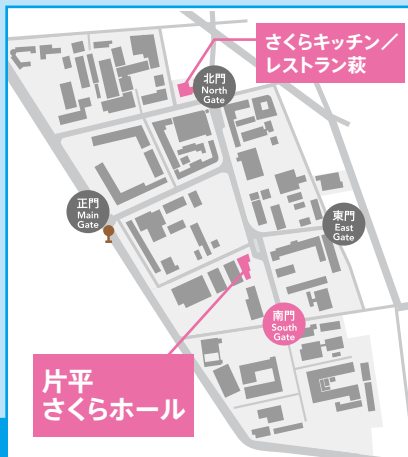 さくらキッチン／
レストラン萩
北門
North
Gate
正門
Main
Gate
東門
East
Gate
南門
South
Gate
片平
さくらホール